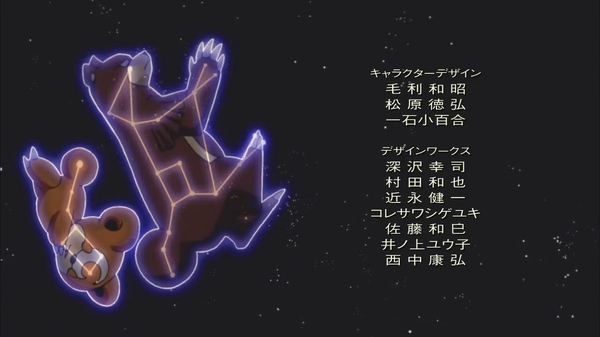 キャラクターデザイン
毛利和昭
松原徳弘
一石小百合
デザインワークス
深沢幸司
村田和也
近永健一
コレサワシゲユキ
佐藤和巳
井ノ上ユウ子
西中康弘